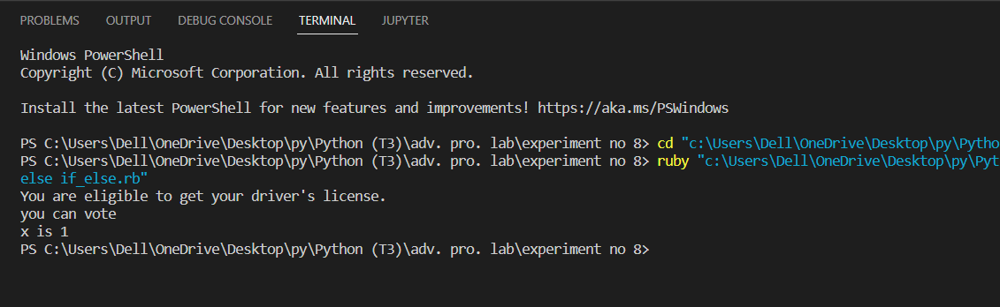 PROBLEMS OUTPUT DEBUG CONSOLE TERMINAL JUPYTER
Windows PowerShell
Copyright (C) Microsoft Corporation. All rights reserved.
Install the latest PowerShell for new features and improvements! https://aka.ms/PSWindows
PS C:\Users\Dell\OneDrive\Desktop\py\Python (T3)\adv. pro. lab\experiment no 8> cd "c:\Users\Dell\OneDrive\Desktop\py\Pytho
PS C:\Users\Dell\OneDrive\Desktop\py\Python (T3)\adv. pro. lab\experiment no 8> ruby "c:\Users\Dell\OneDrive\Desktop\py\Pyt
else if_else.rb"
You are eligible to get your driver's license.
you can vote
x is 1
PS C:\Users\Dell\OneDrive\Desktop\py\Python (T3)\adv. pro. lab\experiment no 8>